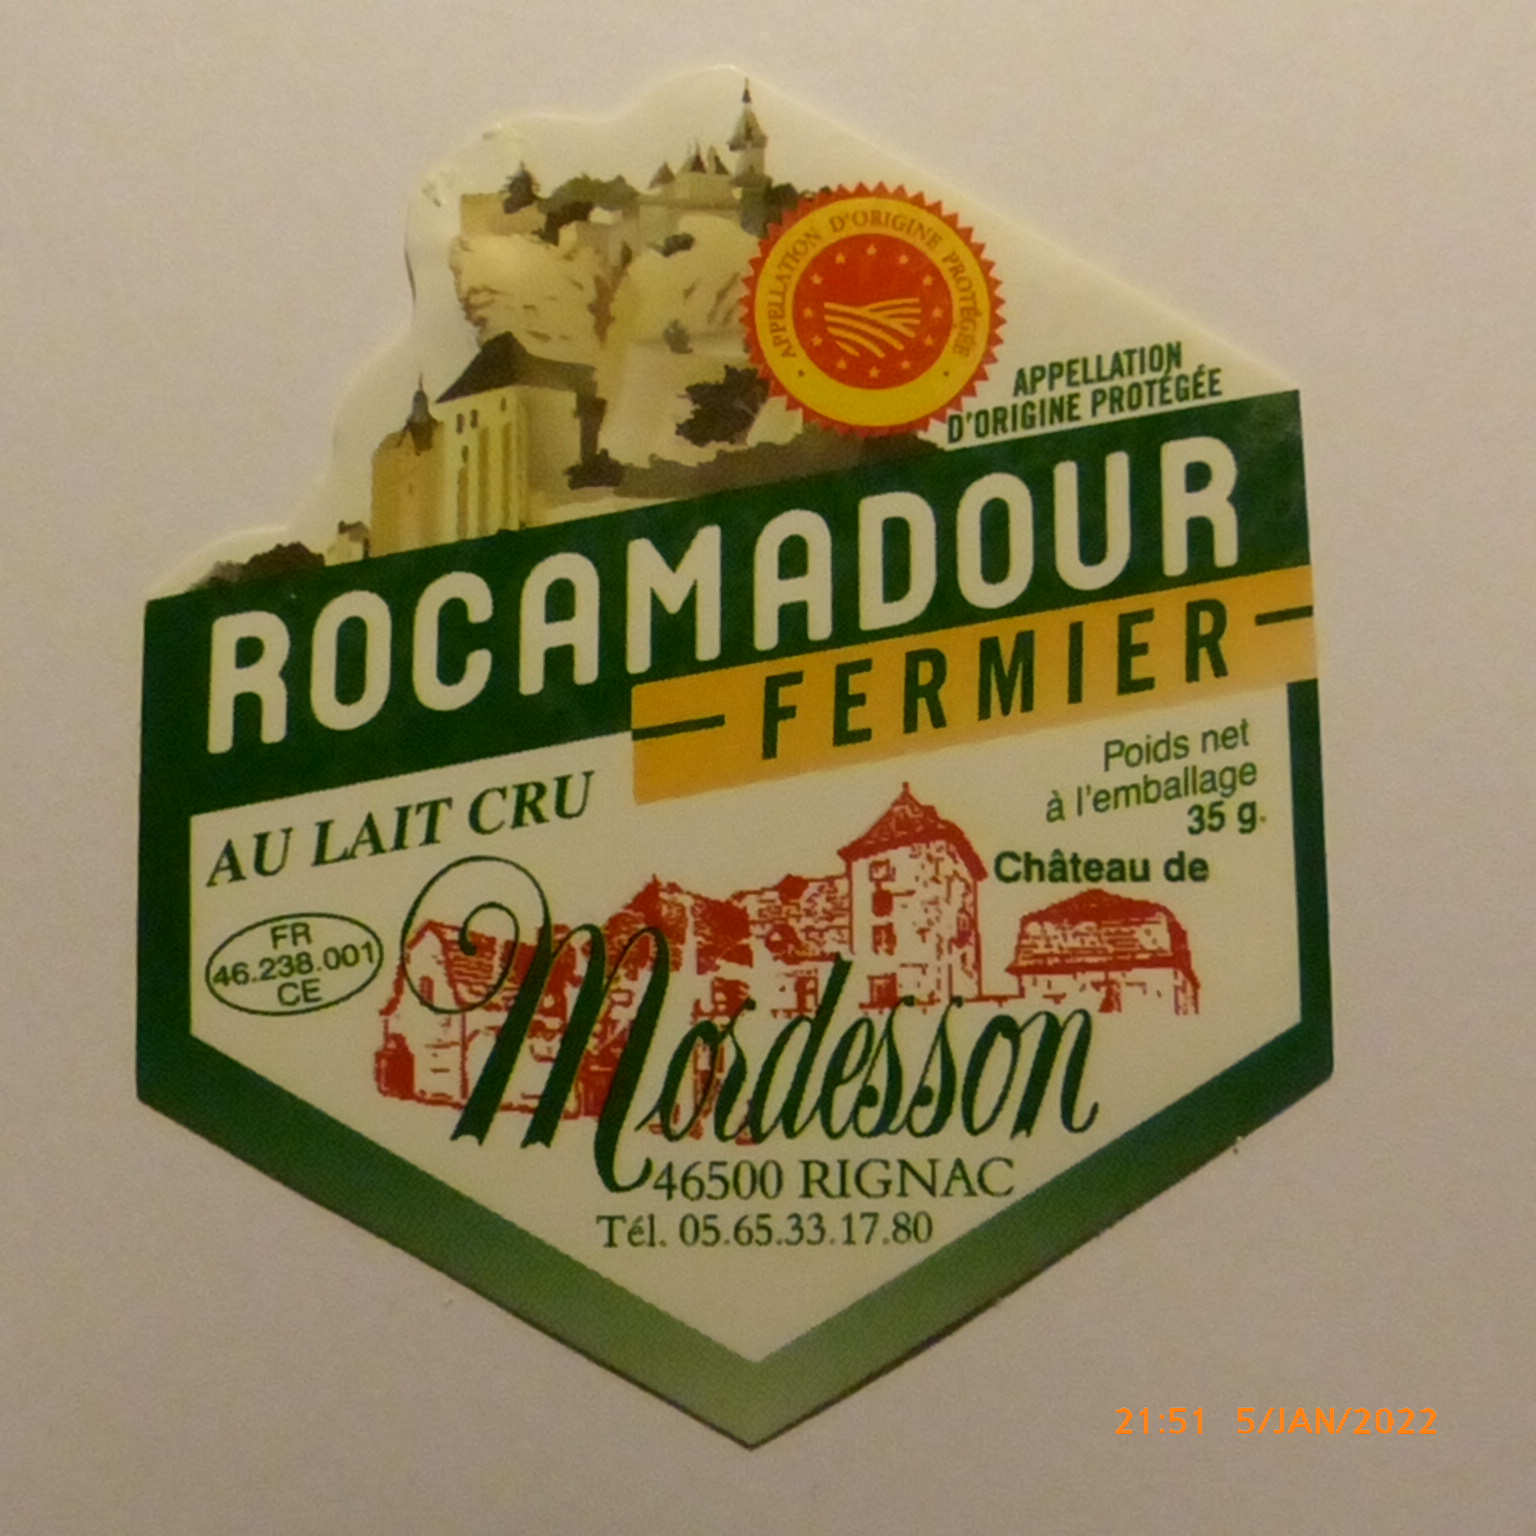 APPELLATION D'ORIGINE PROTÉGÉE
APPELLATION
D'ORIGINE PROTÉGÉE
ROCAMADOUR
FERMIER
AU LAIT CRU
Poids net
à l'emballage
35 g.
Château de
FR
46.238.001
CE
Mordesson
46500 RIGNAC
Tél. 05.65.33.17.80
21:51 5/JAN/2022